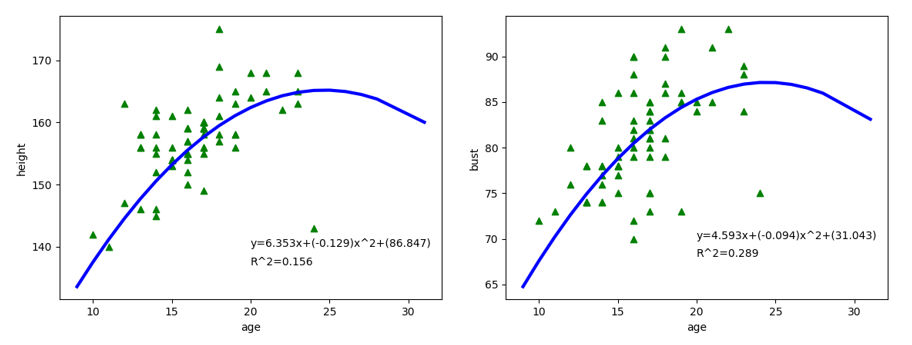 170
160
150
140
height
y=6.353x+(-0.129)x^2+(86.847)
R^2=0.156
10 15 20 25 30
age
90
85
80
75
70
65
bust
y=4.593x+(-0.094)x^2+(31.043)
R^2=0.289
10 15 20 25 30
age